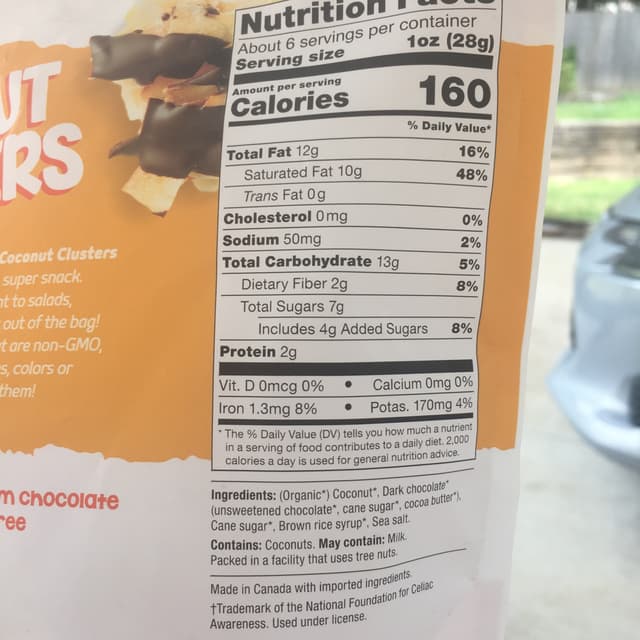 UT
RS
Coconut Clusters
super snack.
t to salads,
out of the bag!
t are non-GMO,
s, colors or
them!
m chocolate
ree
Nutrition Facts
About 6 servings per container
Serving size 1oz (28g)
Amount per serving
Calories 160
% Daily Value*
Total Fat 12g 16%
Saturated Fat 10g 48%
Trans Fat 0g
Cholesterol 0mg 0%
Sodium 50mg 2%
Total Carbohydrate 13g 5%
Dietary Fiber 2g 8%
Total Sugars 7g
Includes 4g Added Sugars 8%
Protein 2g
Vit. D 0mcg 0% • Calcium 0mg 0%
Iron 1.3mg 8% • Potas. 170mg 4%
* The % Daily Value (DV) tells you how much a nutrient
in a serving of food contributes to a daily diet. 2,000
calories a day is used for general nutrition advice.
Ingredients: (Organic*) Coconut*, Dark chocolate*
(unsweetened chocolate*, cane sugar*, cocoa butter*),
Cane sugar*, Brown rice syrup*, Sea salt.
Contains: Coconuts. May contain: Milk.
Packed in a facility that uses tree nuts.
Made in Canada with imported ingredients.
†Trademark of the National Foundation for Celiac
Awareness. Used under license.